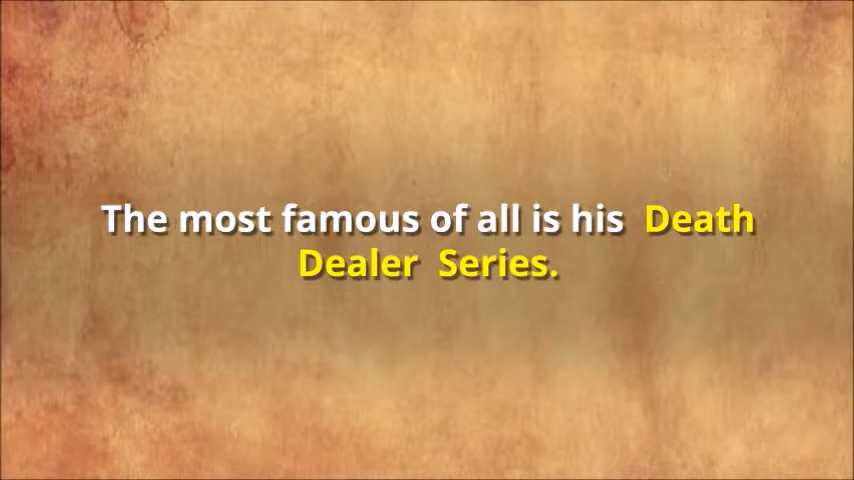 The most famous of all is his Death
Dealer Series.